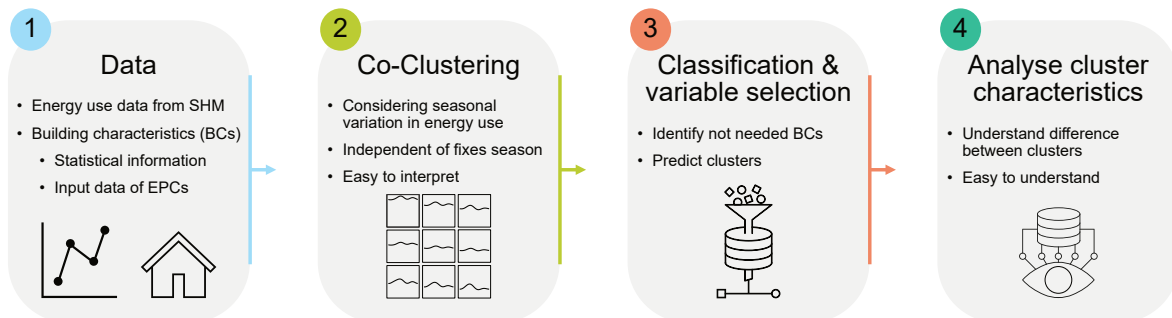 1
Data
• Energy use data from SHM
• Building characteristics (BCs)
• Statistical information
• Input data of EPCs
2
Co-Clustering
• Considering seasonal
variation in energy use
• Independent of fixes season
• Easy to interpret
3
Classification &
variable selection
• Identify not needed BCs
• Predict clusters
4
Analyse cluster
characteristics
• Understand difference
between clusters
• Easy to understand